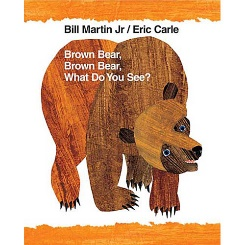 Bill Martin Jr / Eric Carle
Brown Bear,
Brown Bear,
What Do You See?